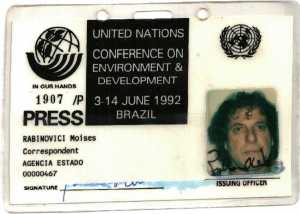 UNITED NATIONS
CONFERENCE ON
ENVIRONMENT &
DEVELOPMENT
3-14 JUNE 1992
BRAZIL
IN OUR HANDS
1907 /P
PRESS
RABINOVICI Moises
Correspondent
AGENCIA ESTADO
00000467
SIGNATURE
ISSUING OFFICER